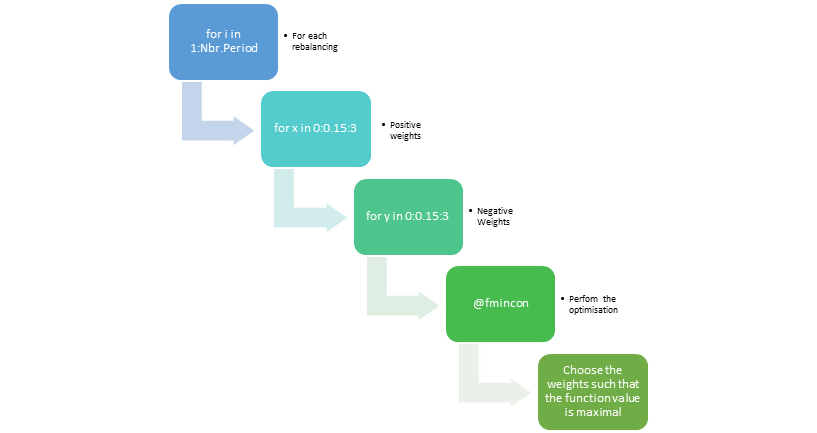 for i in
1:Nbr.Period
• For each
rebalancing
for x in 0:0.15:3
• Positive
weights
for y in 0:0.15:3
• Negative
Weights
@fmincon
• Perfom the
optimisation
Choose the
weights such that
the function value
is maximal